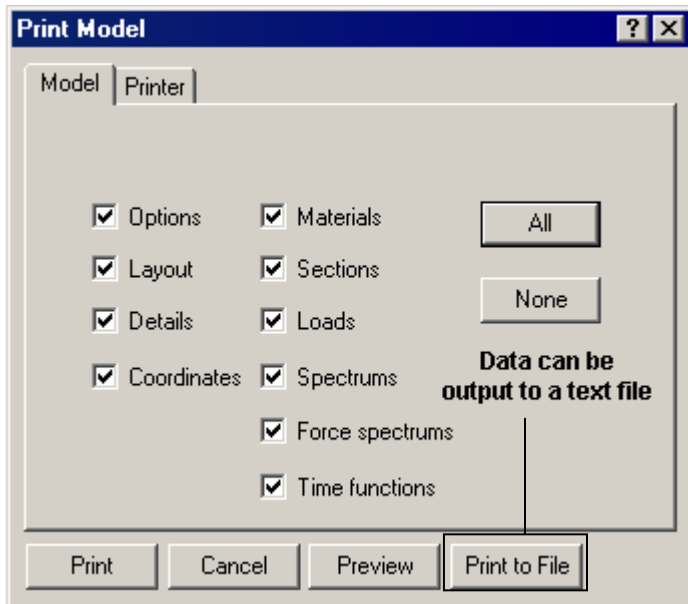 Print Model
Model
Printer
Options
Materials
All
Layout
Sections
None
Details
Loads
Data can be
output to a text file
Coordinates
Spectrums
Force spectrums
Time functions
Print
Cancel
Preview
Print to File